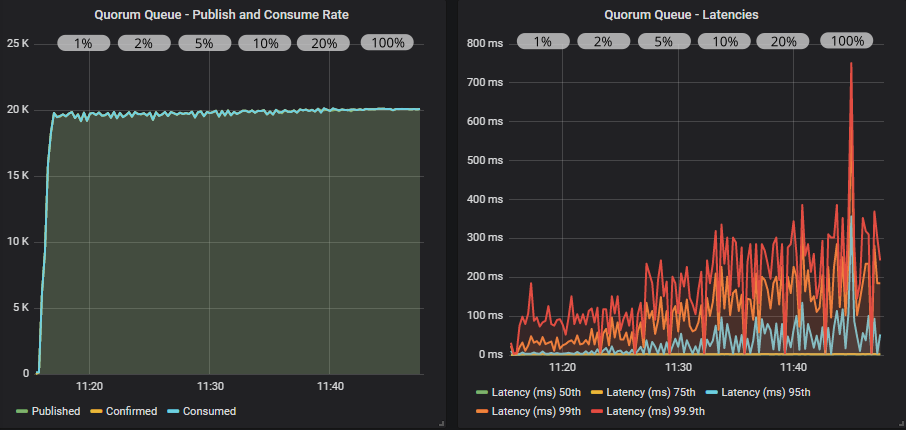 Quorum Queue - Publish and Consume Rate
25 K
1% 2% 5% 10% 20% 100%
20 K
15 K
10 K
5 K
0
11:20 11:30 11:40
Published Confirmed Consumed
Quorum Queue - Latencies
800 ms
1% 2% 5% 10% 20% 100%
700 ms
600 ms
500 ms
400 ms
300 ms
200 ms
100 ms
0 ms
11:20 11:30 11:40
Latency (ms) 50th Latency (ms) 75th Latency (ms) 95th
Latency (ms) 99th Latency (ms) 99.9th